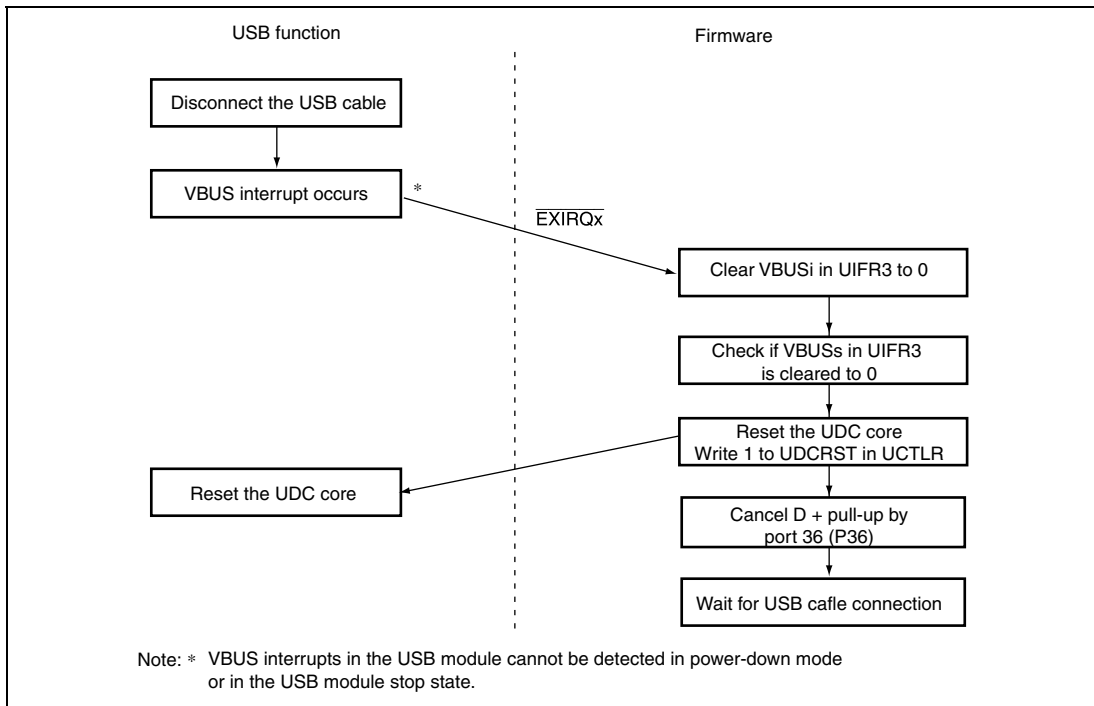 USB function
Firmware
Disconnect the USB cable
VBUS interrupt occurs
*
EXIRQx
Clear VBUSi in UIFR3 to 0
Check if VBUSs in UIFR3
is cleared to 0
Reset the UDC core
Write 1 to UDCRST in UCTLR
Reset the UDC core
Cancel D + pull-up by
port 36 (P36)
Wait for USB cafle connection
Note: * VBUS interrupts in the USB module cannot be detected in power-down mode
or in the USB module stop state.